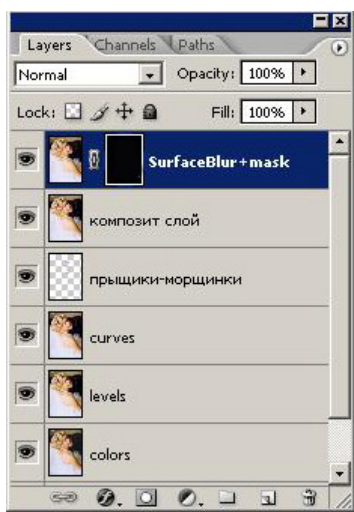 Layers Channels Paths
Normal Opacity: 100%
Lock: Fill: 100%
SurfaceBlur+mask
композит слой
прыщики-морщинки
curves
levels
colors